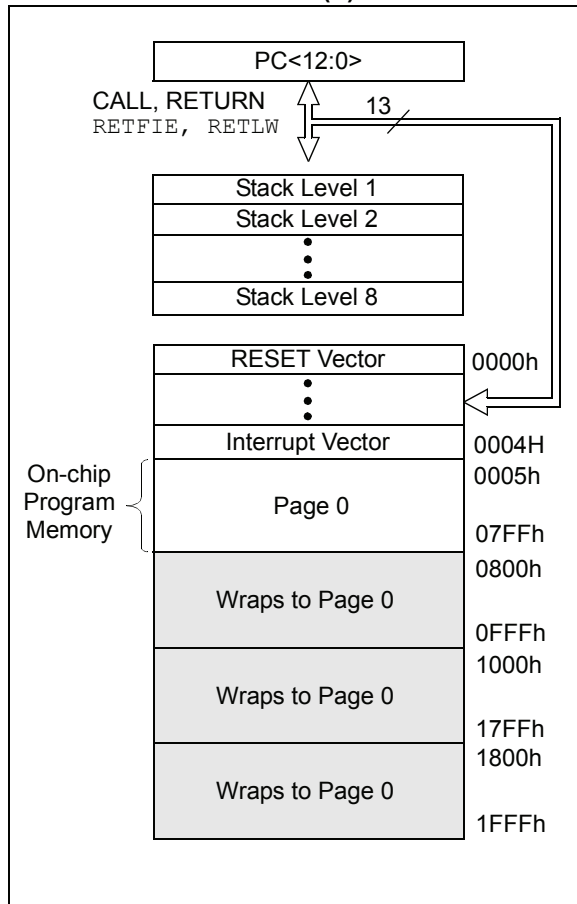 PC<12:0>
CALL, RETURN
RETFIE, RETLW
13
Stack Level 1
Stack Level 2
Stack Level 8
RESET Vector
0000h
Interrupt Vector
0004H
On-chip
Program
Memory
Page 0
0005h
07FFh
Wraps to Page 0
0800h
0FFFh
Wraps to Page 0
1000h
17FFh
Wraps to Page 0
1800h
1FFFh